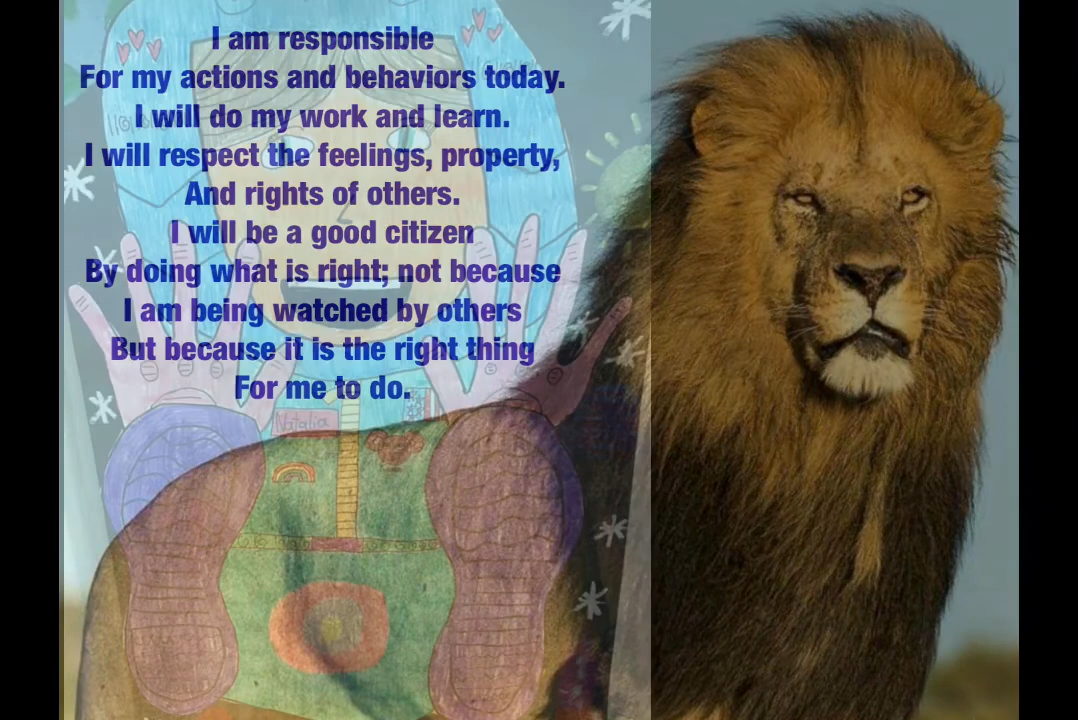 I am responsible
For my actions and behaviors today.
I will do my work and learn.
I will respect the feelings, property,
And rights of others.
I will be a good citizen
By doing what is right; not because
I am being watched by others
But because it is the right thing
For me to do.
Natalia